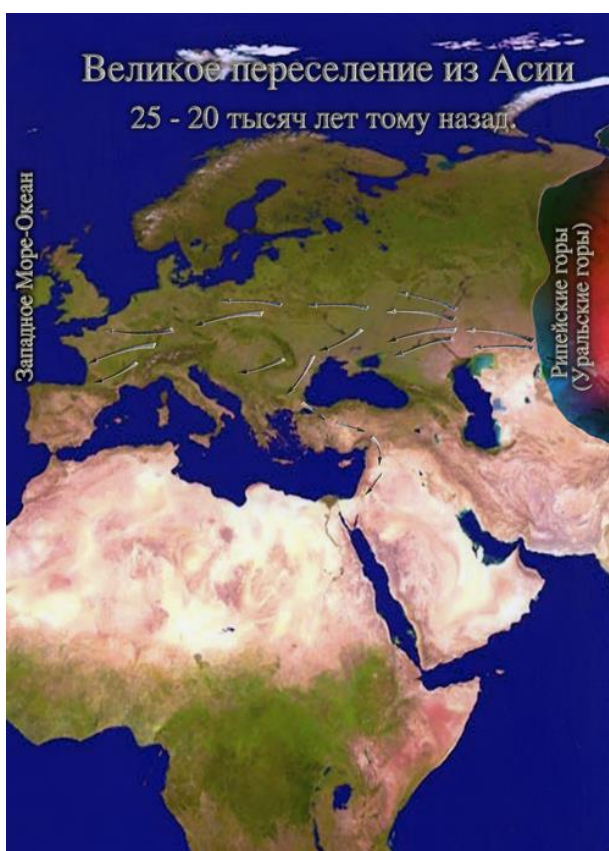 Великое переселение из Асии
25 - 20 тысяч лет тому назад.
Западное Море-Океан
Рипейские горы
(Уральские горы)